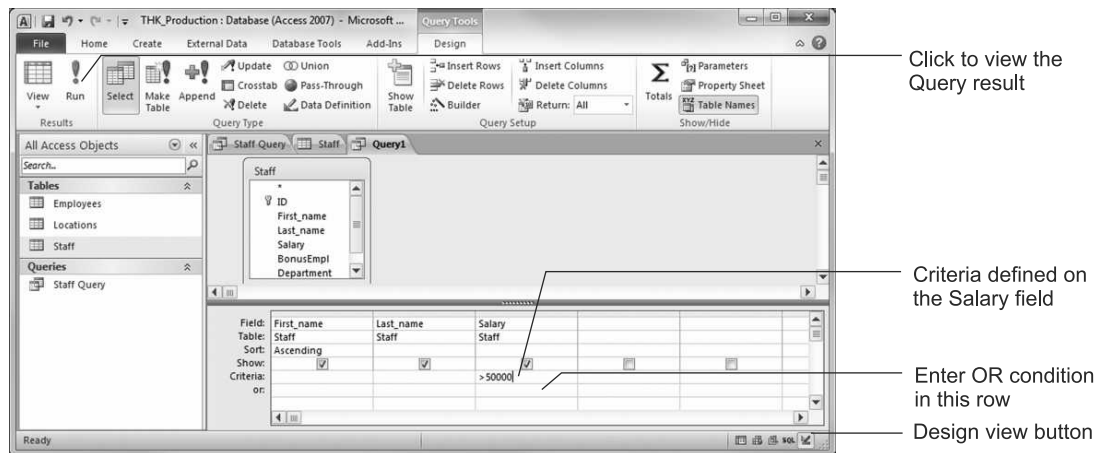 THK_Production : Database (Access 2007) - Microsoft ...
Query Tools
File Home Create External Data Database Tools Add-Ins Design
View Run Select Make Table Append
Update Union
Crosstab Pass-Through
Delete Data Definition
Show Table
Insert Rows Insert Columns
Delete Rows Delete Columns
Builder Return: All
Totals
Parameters
Property Sheet
Table Names
Results Query Type Query Setup Show/Hide
All Access Objects
Search...
Tables
Employees
Locations
Staff
Queries
Staff Query
Staff Query Staff Query1
Staff
*
ID
First_name
Last_name
Salary
BonusEmpl
Department
Field: First_name Last_name Salary
Table: Staff Staff Staff
Sort: Ascending
Show:
Criteria: >50000
or:
Ready
SQL
Click to view the
Query result
Criteria defined on
the Salary field
Enter OR condition
in this row
Design view button